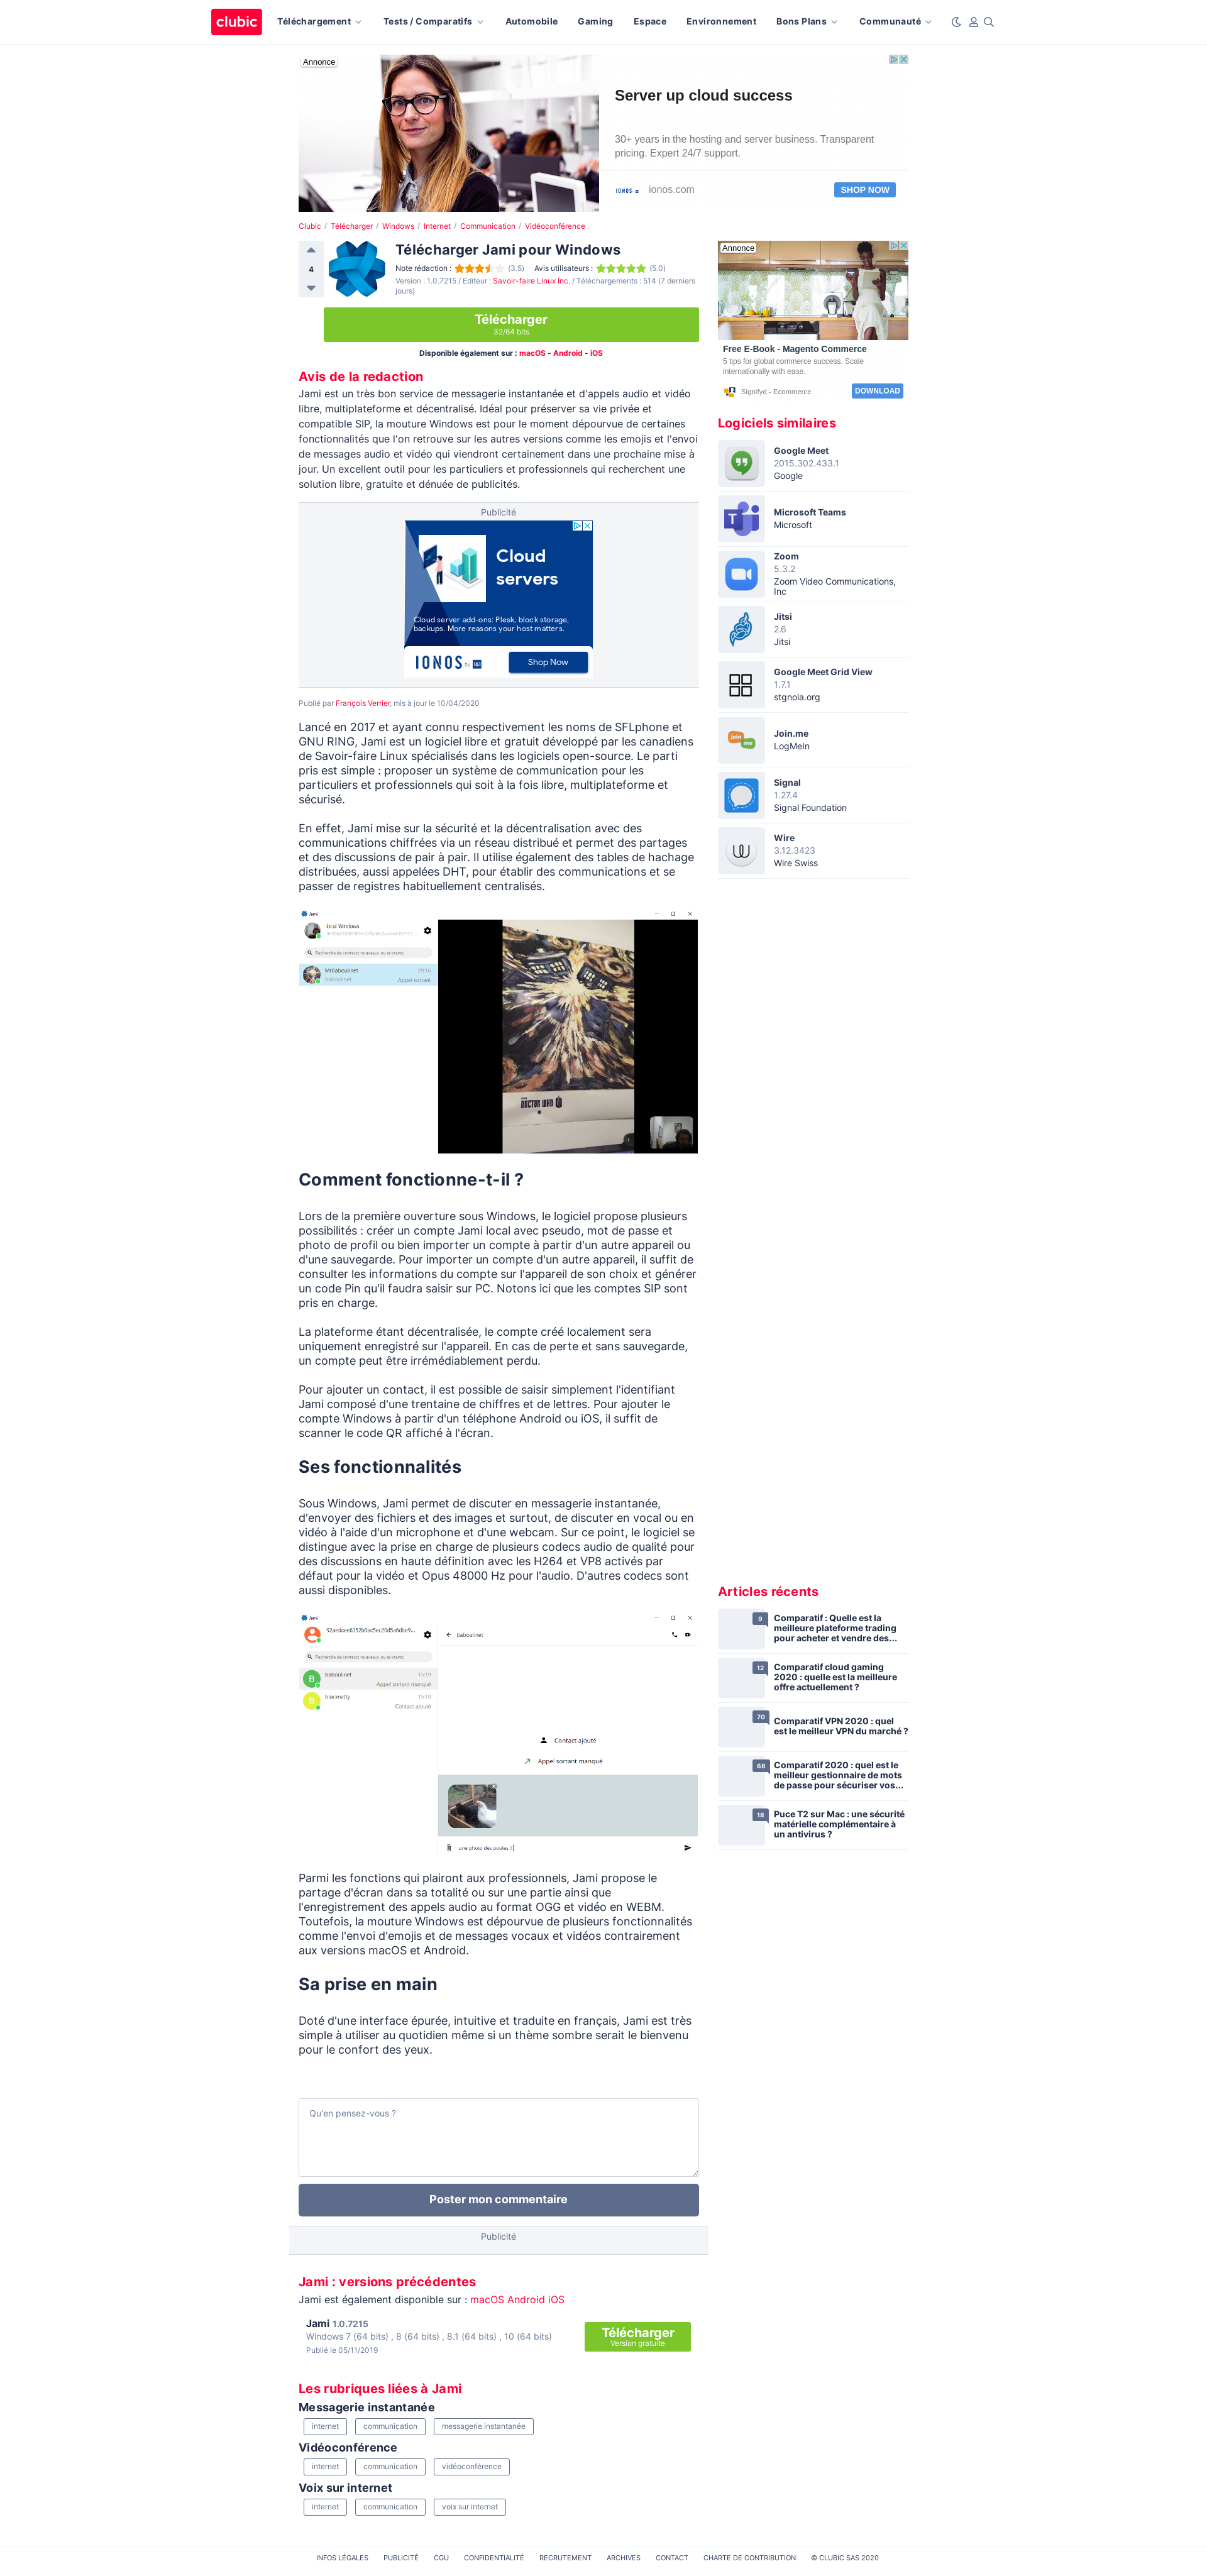 clubic
Téléchargement
Tests / Comparatifs
Automobile
Gaming
Espace
Environnement
Bons Plans
Communauté
Annonce
Server up cloud success
30+ years in the hosting and server business. Transparent
pricing. Expert 24/7 support.
IONOS
ionos.com
SHOP NOW
Clubic / Télécharger / Windows / Internet / Communication / Vidéoconférence
4
Télécharger Jami pour Windows
Note rédaction : (3.5) Avis utilisateurs : (5.0)
Version : 1.0.7215 / Editeur : Savoir-faire Linux Inc. / Téléchargements : 514 (7 derniers
jours)
Télécharger
32/64 bits
Disponible également sur : macOS - Android - iOS
Avis de la redaction
Jami est un très bon service de messagerie instantanée et d'appels audio et vidéo
libre, multiplateforme et décentralisé. Idéal pour préserver sa vie privée et
compatible SIP, la mouture Windows est pour le moment dépourvue de certaines
fonctionnalités que l'on retrouve sur les autres versions comme les emojis et l'envoi
de messages audio et vidéo qui viendront certainement dans une prochaine mise à
jour. Un excellent outil pour les particuliers et professionnels qui recherchent une
solution libre, gratuite et dénuée de publicités.
Publicité
Cloud
servers
Cloud server add-ons: Plesk, block storage,
backups. More reasons your host matters.
IONOS by 1&1
Shop Now
Publié par François Verrier, mis à jour le 10/04/2020
Lancé en 2017 et ayant connu respectivement les noms de SFLphone et
GNU RING, Jami est un logiciel libre et gratuit développé par les canadiens
de Savoir-faire Linux spécialisés dans les logiciels open-source. Le parti
pris est simple : proposer un système de communication pour les
particuliers et professionnels qui soit à la fois libre, multiplateforme et
sécurisé.
En effet, Jami mise sur la sécurité et la décentralisation avec des
communications chiffrées via un réseau distribué et permet des partages
et des discussions de pair à pair. Il utilise également des tables de hachage
distribuées, aussi appelées DHT, pour établir des communications et se
passer de registres habituellement centralisés.
Jami
local Windows
Recherche de contacts nouveaux ou existants
MrBaboulinet
baboulinet
Appel sortant
DOCTOR WHO
Comment fonctionne-t-il ?
Lors de la première ouverture sous Windows, le logiciel propose plusieurs
possibilités : créer un compte Jami local avec pseudo, mot de passe et
photo de profil ou bien importer un compte à partir d'un autre appareil ou
d'une sauvegarde. Pour importer un compte d'un autre appareil, il suffit de
consulter les informations du compte sur l'appareil de son choix et générer
un code Pin qu'il faudra saisir sur PC. Notons ici que les comptes SIP sont
pris en charge.
La plateforme étant décentralisée, le compte créé localement sera
uniquement enregistré sur l'appareil. En cas de perte et sans sauvegarde,
un compte peut être irrémédiablement perdu.
Pour ajouter un contact, il est possible de saisir simplement l'identifiant
Jami composé d'une trentaine de chiffres et de lettres. Pour ajouter le
compte Windows à partir d'un téléphone Android ou iOS, il suffit de
scanner le code QR affiché à l'écran.
Ses fonctionnalités
Sous Windows, Jami permet de discuter en messagerie instantanée,
d'envoyer des fichiers et des images et surtout, de discuter en vocal ou en
vidéo à l'aide d'un microphone et d'une webcam. Sur ce point, le logiciel se
distingue avec la prise en charge de plusieurs codecs audio de qualité pour
des discussions en haute définition avec les H264 et VP8 activés par
défaut pour la vidéo et Opus 48000 Hz pour l'audio. D'autres codecs sont
aussi disponibles.
Jami
Recherche de contacts nouveaux ou existants
baboulinet
15:19
Appel sortant manqué
blacknally
15:18
Contact ajouté
baboulinet
Contact ajouté
Appel sortant manqué
une photo des poules :)
Parmi les fonctions qui plairont aux professionnels, Jami propose le
partage d'écran dans sa totalité ou sur une partie ainsi que
l'enregistrement des appels audio au format OGG et vidéo en WEBM.
Toutefois, la mouture Windows est dépourvue de plusieurs fonctionnalités
comme l'envoi d'emojis et de messages vocaux et vidéos contrairement
aux versions macOS et Android.
Sa prise en main
Doté d'une interface épurée, intuitive et traduite en français, Jami est très
simple à utiliser au quotidien même si un thème sombre serait le bienvenu
pour le confort des yeux.
Qu'en pensez-vous ?
Poster mon commentaire
Publicité
Jami : versions précédentes
Jami est également disponible sur : macOS Android iOS
Jami 1.0.7215
Windows 7 (64 bits) , 8 (64 bits) , 8.1 (64 bits) , 10 (64 bits)
Publié le 05/11/2019
Télécharger
Version gratuite
Les rubriques liées à Jami
Messagerie instantanée
internet communication messagerie instantanée
Vidéoconférence
internet communication vidéoconférence
Voix sur internet
internet communication voix sur internet
Annonce
Free E-Book - Magento Commerce
5 tips for global commerce success. Scale
internationally with ease.
Signifyd - Ecommerce
DOWNLOAD
Logiciels similaires
Google Meet
2015.302.433.1
Google
Microsoft Teams
Microsoft
Zoom
5.3.2
Zoom Video Communications,
Inc
Jitsi
2.6
Jitsi
Google Meet Grid View
1.7.1
stgnola.org
join me
Join.me
LogMeIn
Signal
1.27.4
Signal Foundation
Wire
3.12.3423
Wire Swiss
Articles récents
9
Comparatif : Quelle est la
meilleure plateforme trading
pour acheter et vendre des...
12
Comparatif cloud gaming
2020 : quelle est la meilleure
offre actuellement ?
70
Comparatif VPN 2020 : quel
est le meilleur VPN du marché ?
68
Comparatif 2020 : quel est le
meilleur gestionnaire de mots
de passe pour sécuriser vos...
18
Puce T2 sur Mac : une sécurité
matérielle complémentaire à
un antivirus ?
INFOS LÉGALES PUBLICITÉ CGU CONFIDENTIALITÉ RECRUTEMENT ARCHIVES CONTACT CHARTE DE CONTRIBUTION © CLUBIC SAS 2020